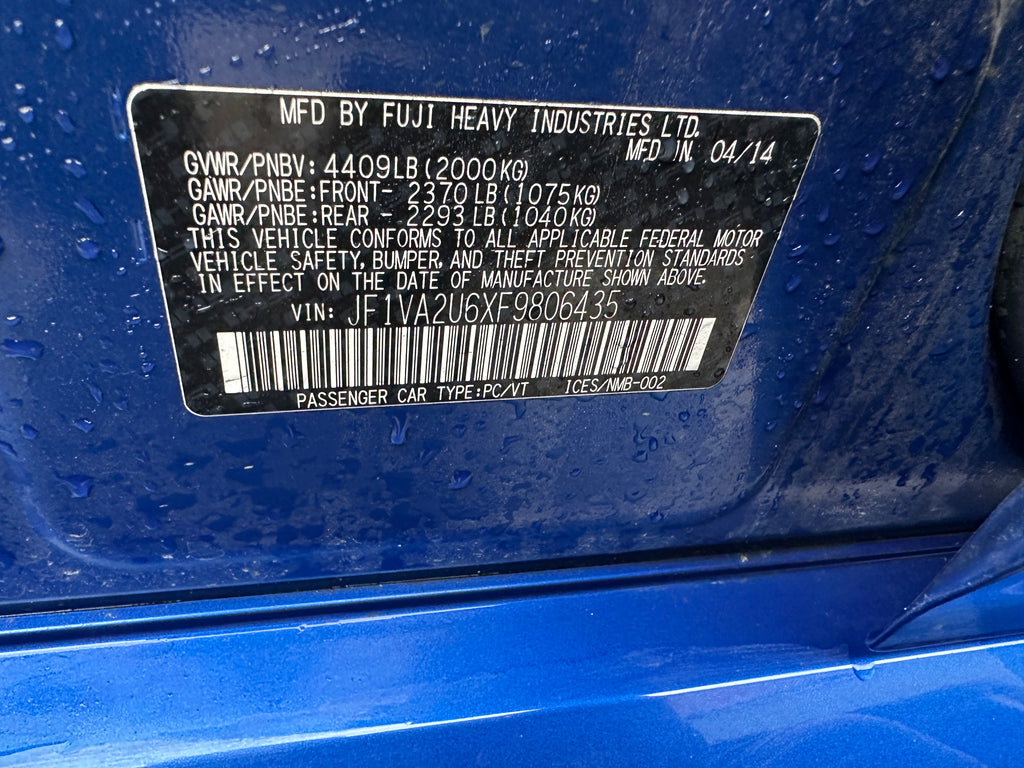 MFD BY FUJI HEAVY INDUSTRIES LTD.
MFD IN 04/14
GVWR/PNBV: 4409LB(2000KG)
GAWR/PNBE:FRONT- 2370LB(1075KG)
GAWR/PNBE:REAR - 2293LB(1040KG)
THIS VEHICLE CONFORMS TO ALL APPLICABLE FEDERAL MOTOR
VEHICLE SAFETY, BUMPER, AND THEFT PREVENTION STANDARDS
IN EFFECT ON THE DATE OF MANUFACTURE SHOWN ABOVE.
VIN: JF1VA2U6XF9806435
PASSENGER CAR TYPE:PC/VT ICES/NMB-002